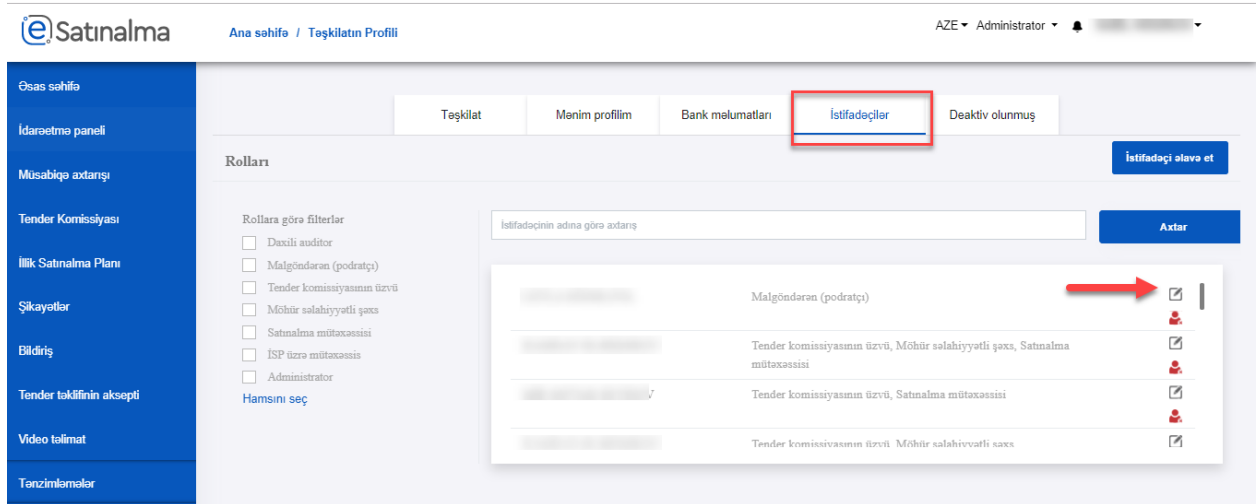 eSatınalma
Ana səhifə / Təşkilatın Profili
AZE Administrator
Əsas səhifə
İdarəetmə paneli
Müsabiqə axtarışı
Tender Komissiyası
İllik Satınalma Planı
Şikayətlər
Bildiriş
Tender təklifinin aksepti
Video təlimat
Tənzimləmələr
Təşkilat
Mənim profilim
Bank məlumatları
İstifadəçilər
Deaktiv olunmuş
Rolları
İstifadəçi əlavə et
Rollara görə filterlər
Daxili auditor
Malgöndərən (podratçı)
Tender komissiyasının üzvü
Möhür səlahiyyətli şəxs
Satınalma mütəxəssisi
İSP üzrə mütəxəssis
Administrator
Hamsını seç
İstifadəçinin adına görə axtarış
Axtar
Malgöndərən (podratçı)
Tender komissiyasının üzvü, Möhür səlahiyyətli şəxs, Satınalma
mütəxəssisi
V
Tender komissiyasının üzvü, Satınalma mütəxəssisi
Tender komissiyasının üzvü, Möhür səlahiyyətli şəxs